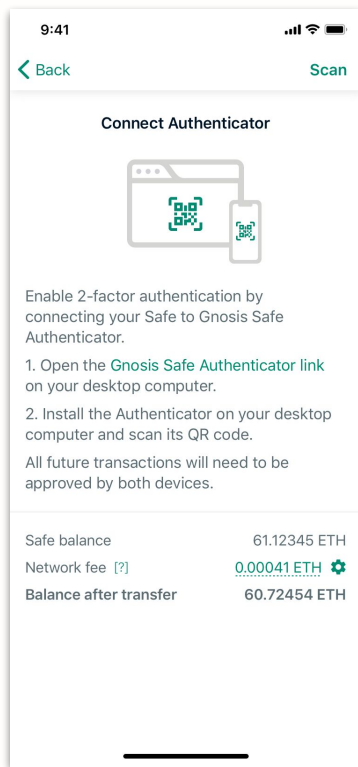 9:41
Back
Scan
Connect Authenticator
Enable 2-factor authentication by
connecting your Safe to Gnosis Safe
Authenticator.
1. Open the Gnosis Safe Authenticator link
on your desktop computer.
2. Install the Authenticator on your desktop
computer and scan its QR code.
All future transactions will need to be
approved by both devices.
Safe balance 61.12345 ETH
Network fee [?] 0.00041 ETH
Balance after transfer 60.72454 ETH